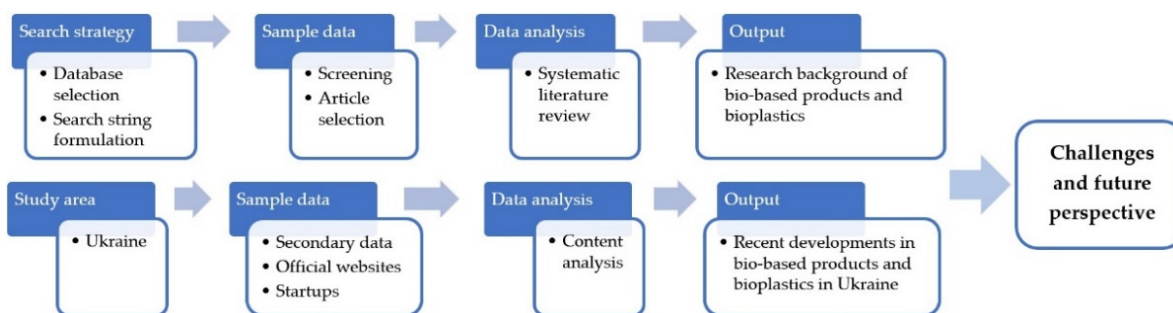 Search strategy
• Database
selection
• Search string
formulation
Sample data
• Screening
• Article
selection
Data analysis
• Systematic
literature
review
Output
• Research background of
bio-based products and
bioplastics
Study area
• Ukraine
Sample data
• Secondary data
• Official websites
• Startups
Data analysis
• Content
analysis
Output
• Recent developments in
bio-based products and
bioplastics in Ukraine
Challenges
and future
perspective